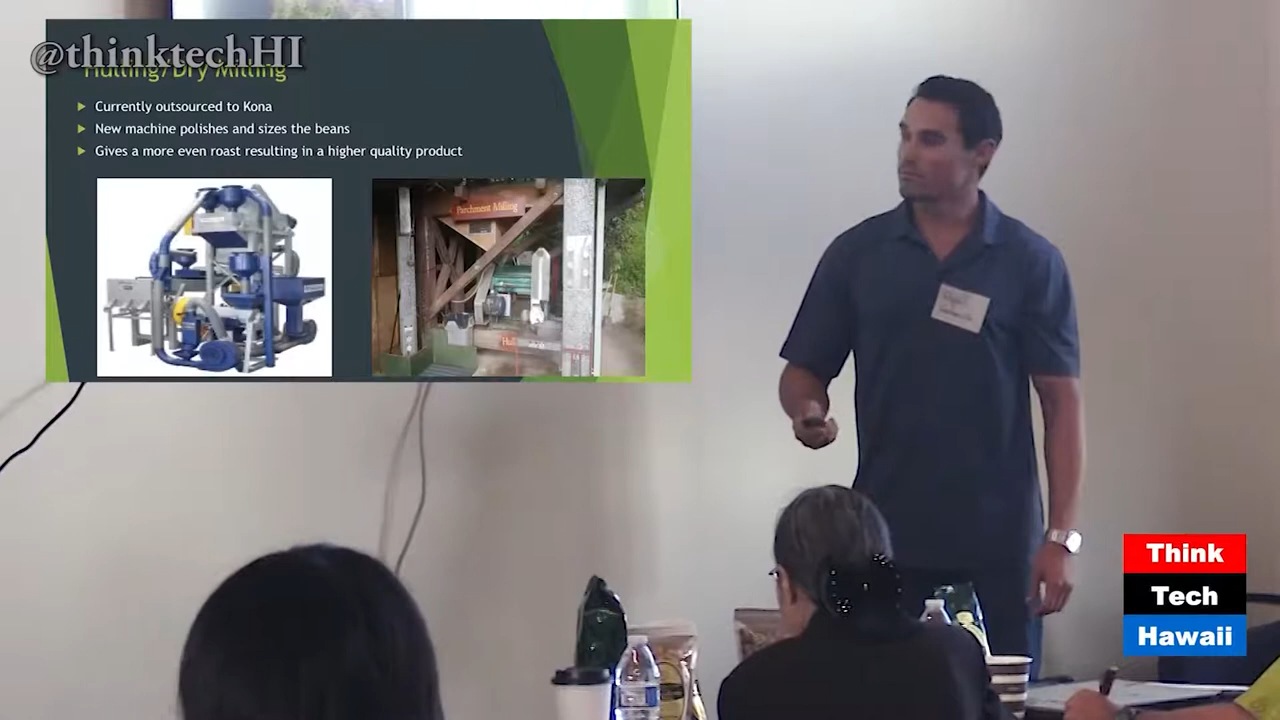 @thinktechHI
Hulling/Dry Milling
Currently outsourced to Kona
New machine polishes and sizes the beans
Gives a more even roast resulting in a higher quality product
Parchment Milling
Think
Tech
Hawaii